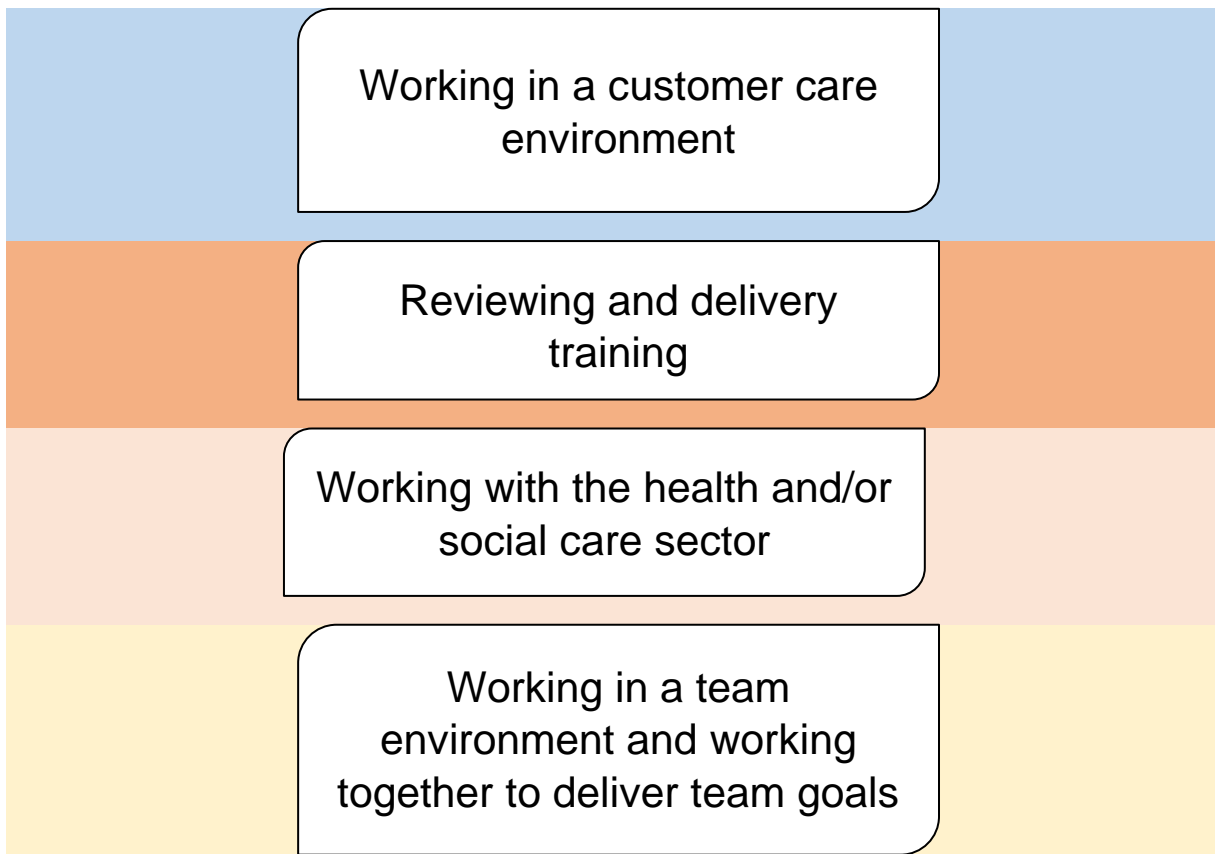 Working in a customer care
environment
Reviewing and delivery
training
Working with the health and/or
social care sector
Working in a team
environment and working
together to deliver team goals